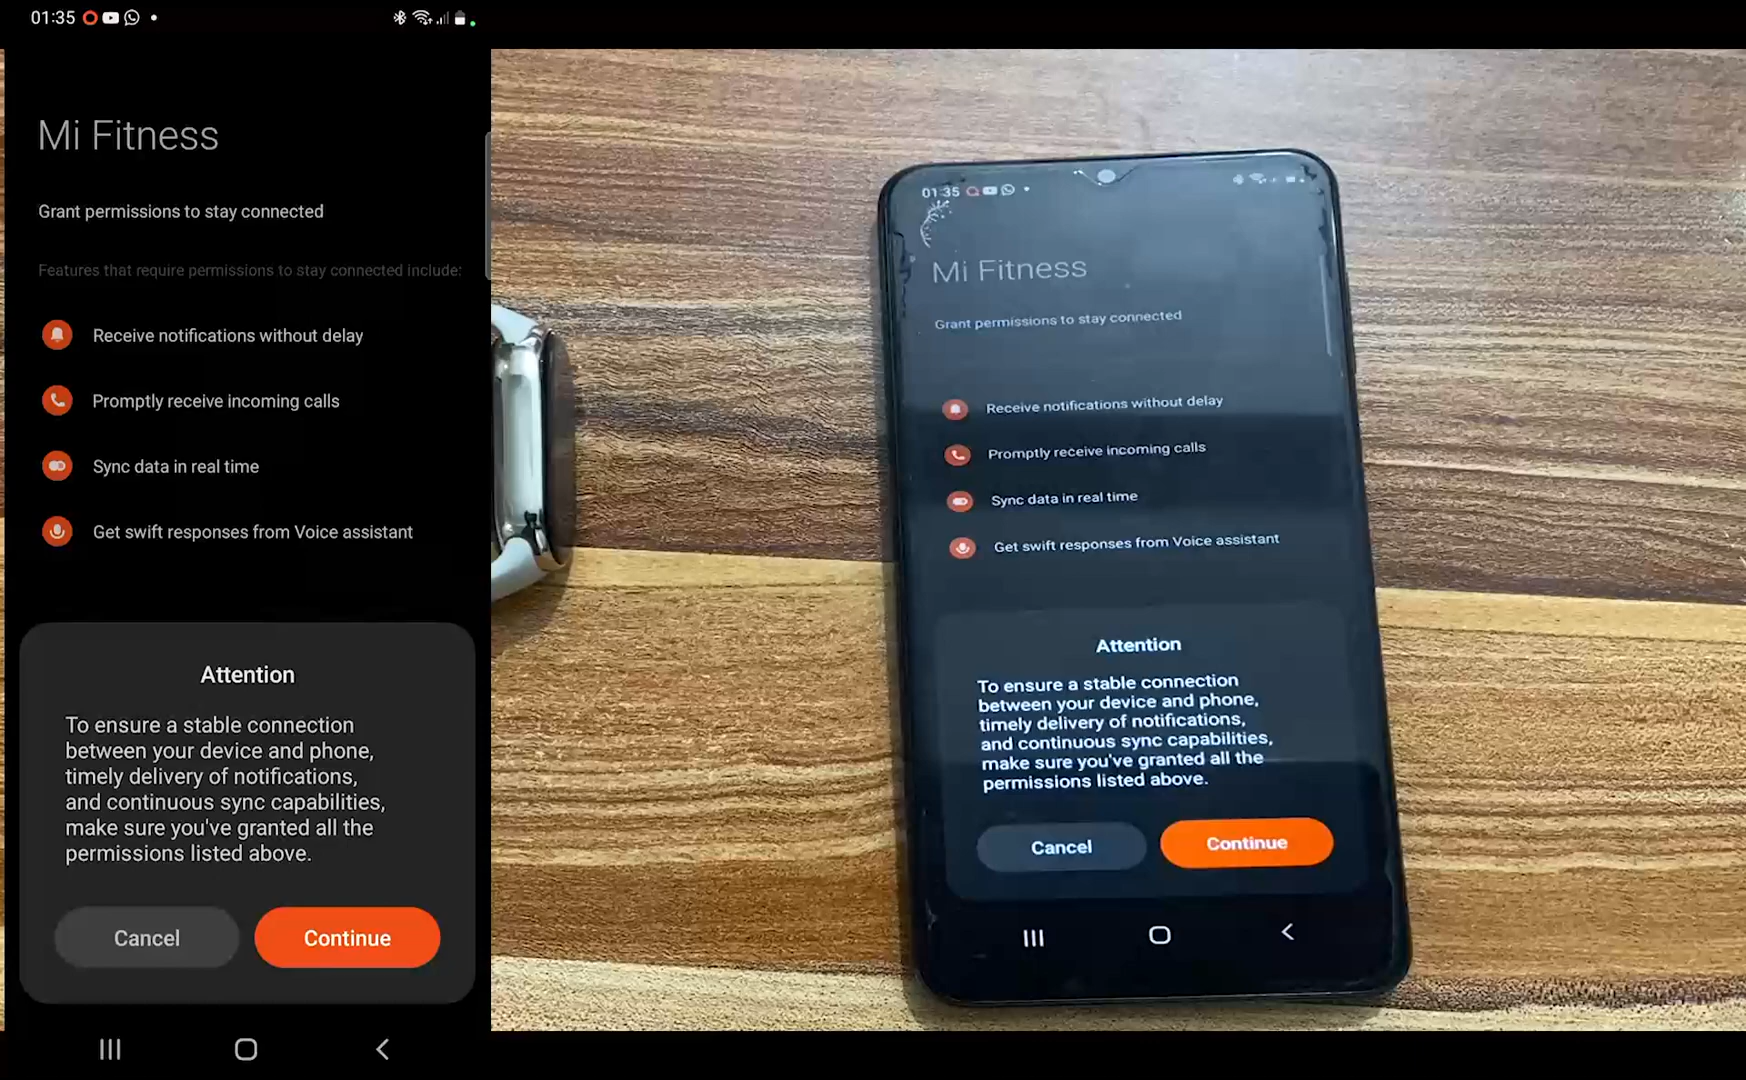 01:35
Mi Fitness
Grant permissions to stay connected
Features that require permissions to stay connected include:
Receive notifications without delay
Promptly receive incoming calls
Sync data in real time
Get swift responses from Voice assistant
Attention
To ensure a stable connection
between your device and phone,
timely delivery of notifications,
and continuous sync capabilities,
make sure you've granted all the
permissions listed above.
Cancel
Continue
01:35
Mi Fitness
Grant permissions to stay connected
Receive notifications without delay
Promptly receive incoming calls
Sync data in real time
Get swift responses from Voice assistant
Attention
To ensure a stable connection
between your device and phone,
timely delivery of notifications,
and continuous sync capabilities,
make sure you've granted all the
permissions listed above.
Cancel
Continue